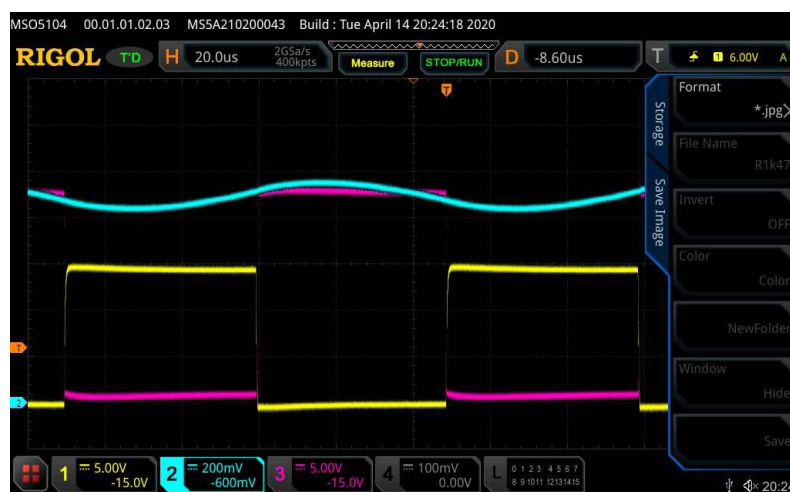 MSO5104 00.01.01.02.03 MS5A210200043 Build : Tue April 14 20:24:18 2020
RIGOL T'D H 20.0us 2GSa/s 400kpts Measure STOP/RUN D -8.60us T 1 6.00V A
T
Storage
Save Image
Format
*.jpg
File Name
R1k47
Invert
OFF
Color
Color
NewFolder
Window
Hide
Save
T
2
1 5.00V -15.0V 2 200mV -600mV 3 5.00V -15.0V 4 100mV 0.00V L 0 1 2 3 4 5 6 7
8 9 10 11 12 13 14 15
20:24